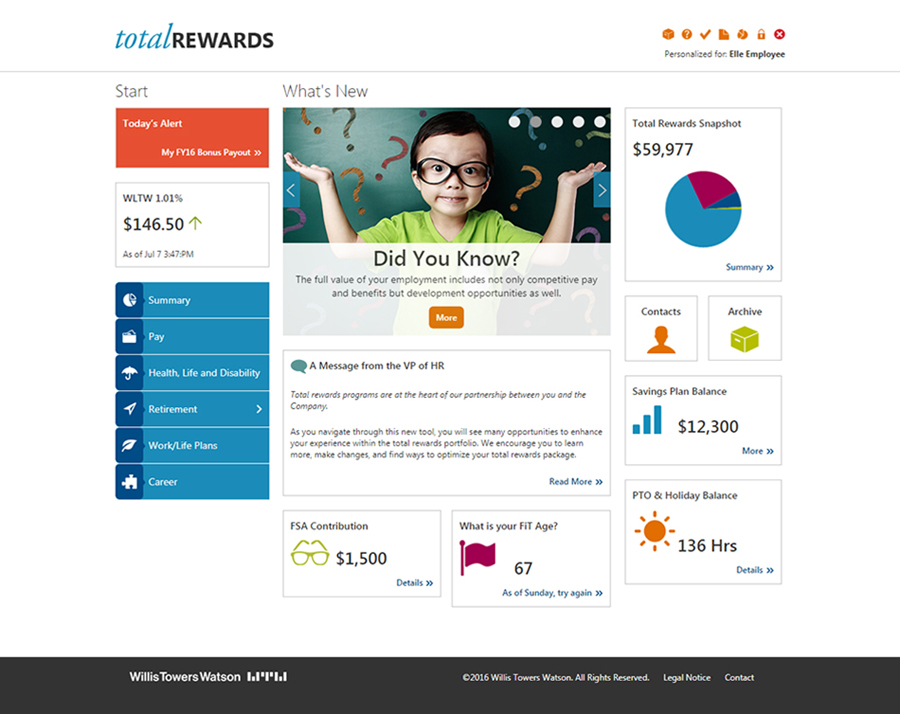 totalREWARDS
Personalized for: Elle Employee
Start
Today's Alert
My FY16 Bonus Payout »
WLTW 1.01%
$146.50
As of Jul 7 3:47PM
Summary
Pay
Health, Life and Disability
Retirement
Work/Life Plans
Career
What's New
Did You Know?
The full value of your employment includes not only competitive pay
and benefits but development opportunities as well.
More
A Message from the VP of HR
Total rewards programs are at the heart of our partnership between you and the
Company.
As you navigate through this new tool, you will see many opportunities to enhance
your experience within the total rewards portfolio. We encourage you to learn
more, make changes, and find ways to optimize your total rewards package.
Read More »
FSA Contribution
$1,500
Details »
What is your FiT Age?
67
As of Sunday, try again »
Total Rewards Snapshot
$59,977
Summary »
Contacts
Archive
Savings Plan Balance
$12,300
More »
PTO & Holiday Balance
136 Hrs
Details »
Willis Towers Watson
©2016 Willis Towers Watson. All Rights Reserved.
Legal Notice
Contact